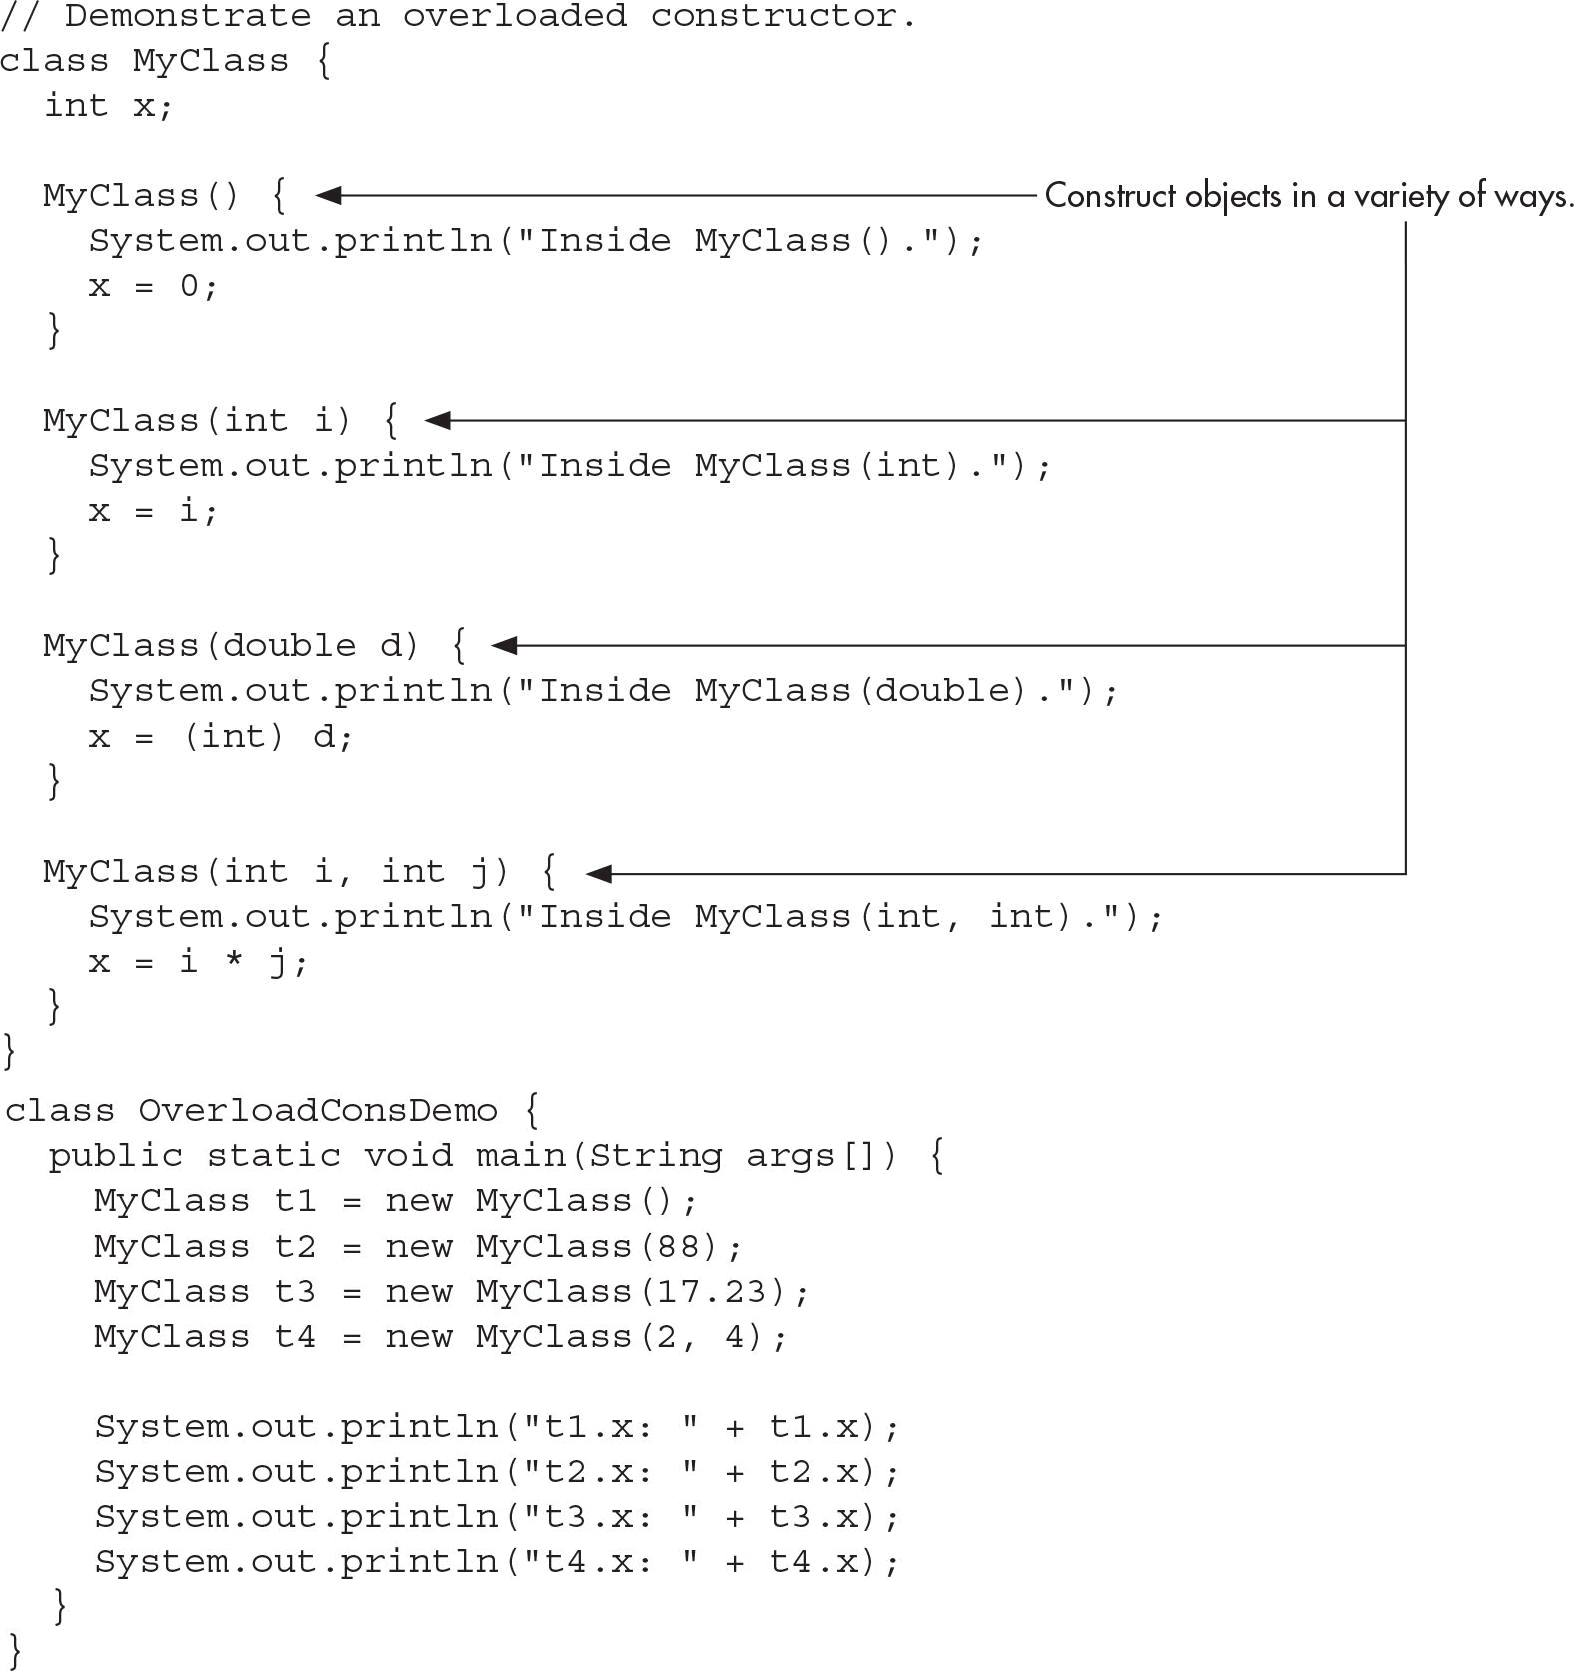 // Demonstrate an overloaded constructor.
class MyClass {
  int x;

  MyClass() {
Construct objects in a variety of ways.
    System.out.println("Inside MyClass().");
    x = 0;
  }

  MyClass(int i) {
    System.out.println("Inside MyClass(int).");
    x = i;
  }

  MyClass(double d) {
    System.out.println("Inside MyClass(double).");
    x = (int) d;
  }

  MyClass(int i, int j) {
    System.out.println("Inside MyClass(int, int).");
    x = i * j;
  }
}
class OverloadConsDemo {
  public static void main(String args[]) {
    MyClass t1 = new MyClass();
    MyClass t2 = new MyClass(88);
    MyClass t3 = new MyClass(17.23);
    MyClass t4 = new MyClass(2, 4);

    System.out.println("t1.x: " + t1.x);
    System.out.println("t2.x: " + t2.x);
    System.out.println("t3.x: " + t3.x);
    System.out.println("t4.x: " + t4.x);
  }
}